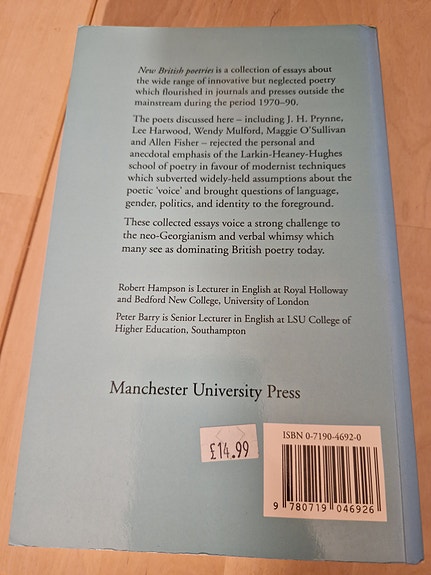 New British poetries is a collection of essays about
the wide range of innovative but neglected poetry
which flourished in journals and presses outside the
mainstream during the period 1970–90.
The poets discussed here – including J. H. Prynne,
Lee Harwood, Wendy Mulford, Maggie O'Sullivan
and Allen Fisher – rejected the personal and
anecdotal emphasis of the Larkin-Heaney-Hughes
school of poetry in favour of modernist techniques
which subverted widely-held assumptions about the
poetic 'voice' and brought questions of language,
gender, politics, and identity to the foreground.
These collected essays voice a strong challenge to
the neo-Georgianism and verbal whimsy which
many see as dominating British poetry today.
Robert Hampson is Lecturer in English at Royal Holloway
and Bedford New College, University of London
Peter Barry is Senior Lecturer in English at LSU College of
Higher Education, Southampton
Manchester University Press
£14.99
ISBN 0-7190-4692-0
9 780719 046926